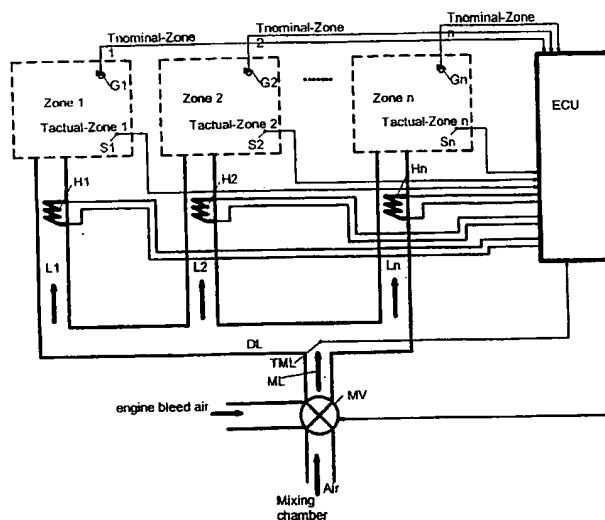 Tnominal-Zone 1
Tnominal-Zone 2
Tnominal-Zone n
G1
G2
Gn
ECU
Zone 1
Zone 2
Zone n
Tactual-Zone 1
Tactual-Zone 2
Tactual-Zone n
S1
S2
Sn
H1
H2
Hn
L1
L2
Ln
DL
TML
ML
MV
engine bleed air
Air
Mixing
chamber